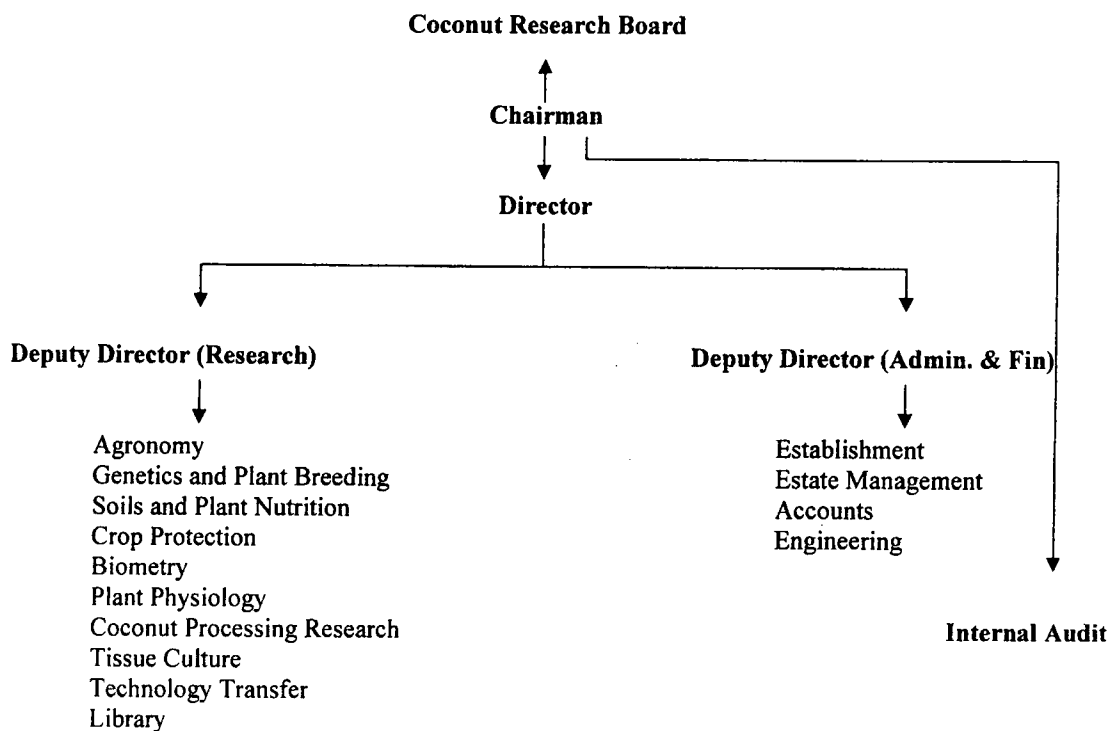 Coconut Research Board
Chairman
Director
Deputy Director (Research)
Deputy Director (Admin. & Fin)
Agronomy
Genetics and Plant Breeding
Soils and Plant Nutrition
Crop Protection
Biometry
Plant Physiology
Coconut Processing Research
Tissue Culture
Technology Transfer
Library
Establishment
Estate Management
Accounts
Engineering
Internal Audit